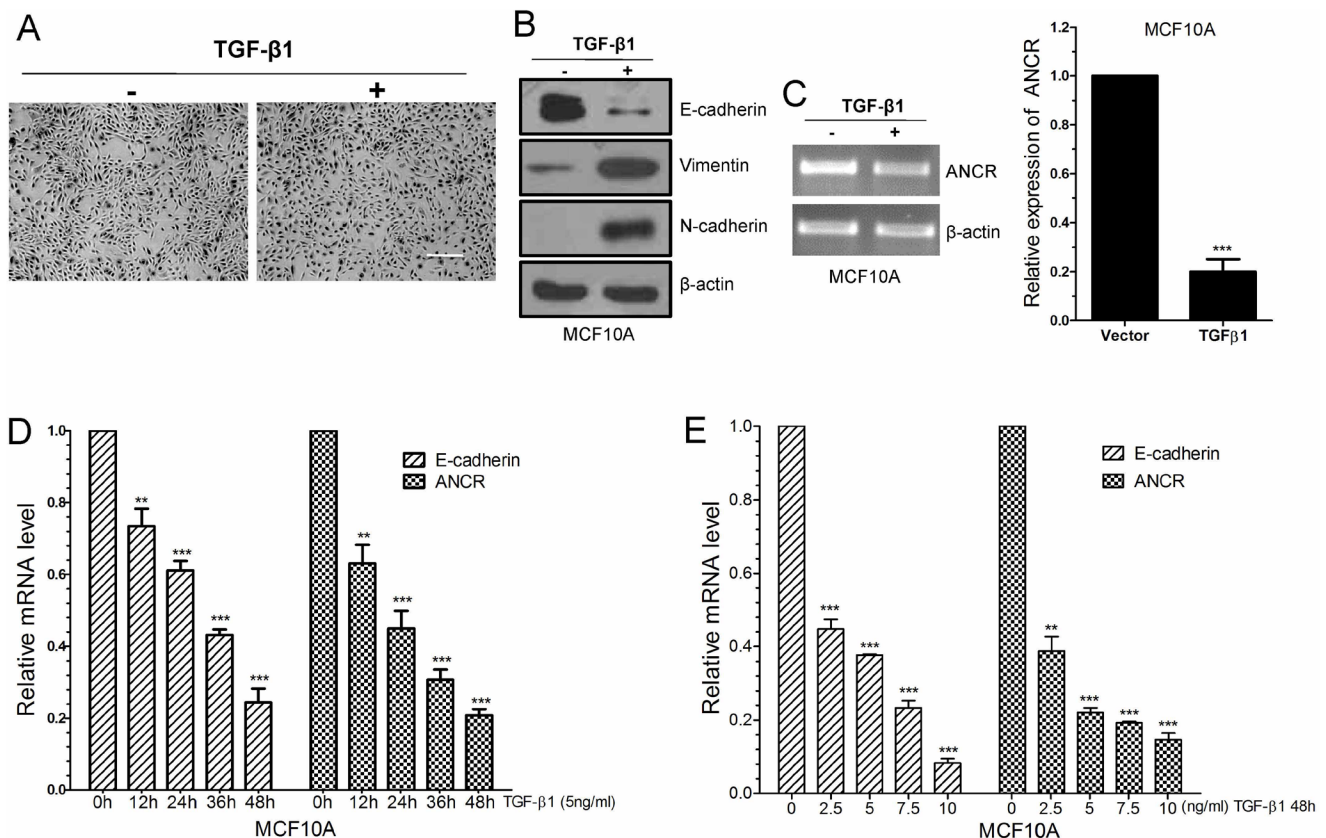 A
TGF-β1
- +
B
TGF-β1
- +
E-cadherin
Vimentin
N-cadherin
β-actin
MCF10A
C
TGF-β1
- +
ANCR
β-actin
MCF10A
MCF10A
Relative expression of ANCR
1.2
1.0
0.8
0.6
0.4
0.2
0.0
***
Vector TGFβ1
D
Relative mRNA level
1.0
0.8
0.6
0.4
0.2
0.0
E-cadherin
ANCR
** *** *** *** ** *** *** ***
0h 12h 24h 36h 48h 0h 12h 24h 36h 48h TGF-β1 (5ng/ml)
MCF10A
E
Relative mRNA level
1.0
0.8
0.6
0.4
0.2
0.0
E-cadherin
ANCR
*** *** *** *** ** *** *** ***
0 2.5 5 7.5 10 0 2.5 5 7.5 10 (ng/ml) TGF-β1 48h
MCF10A